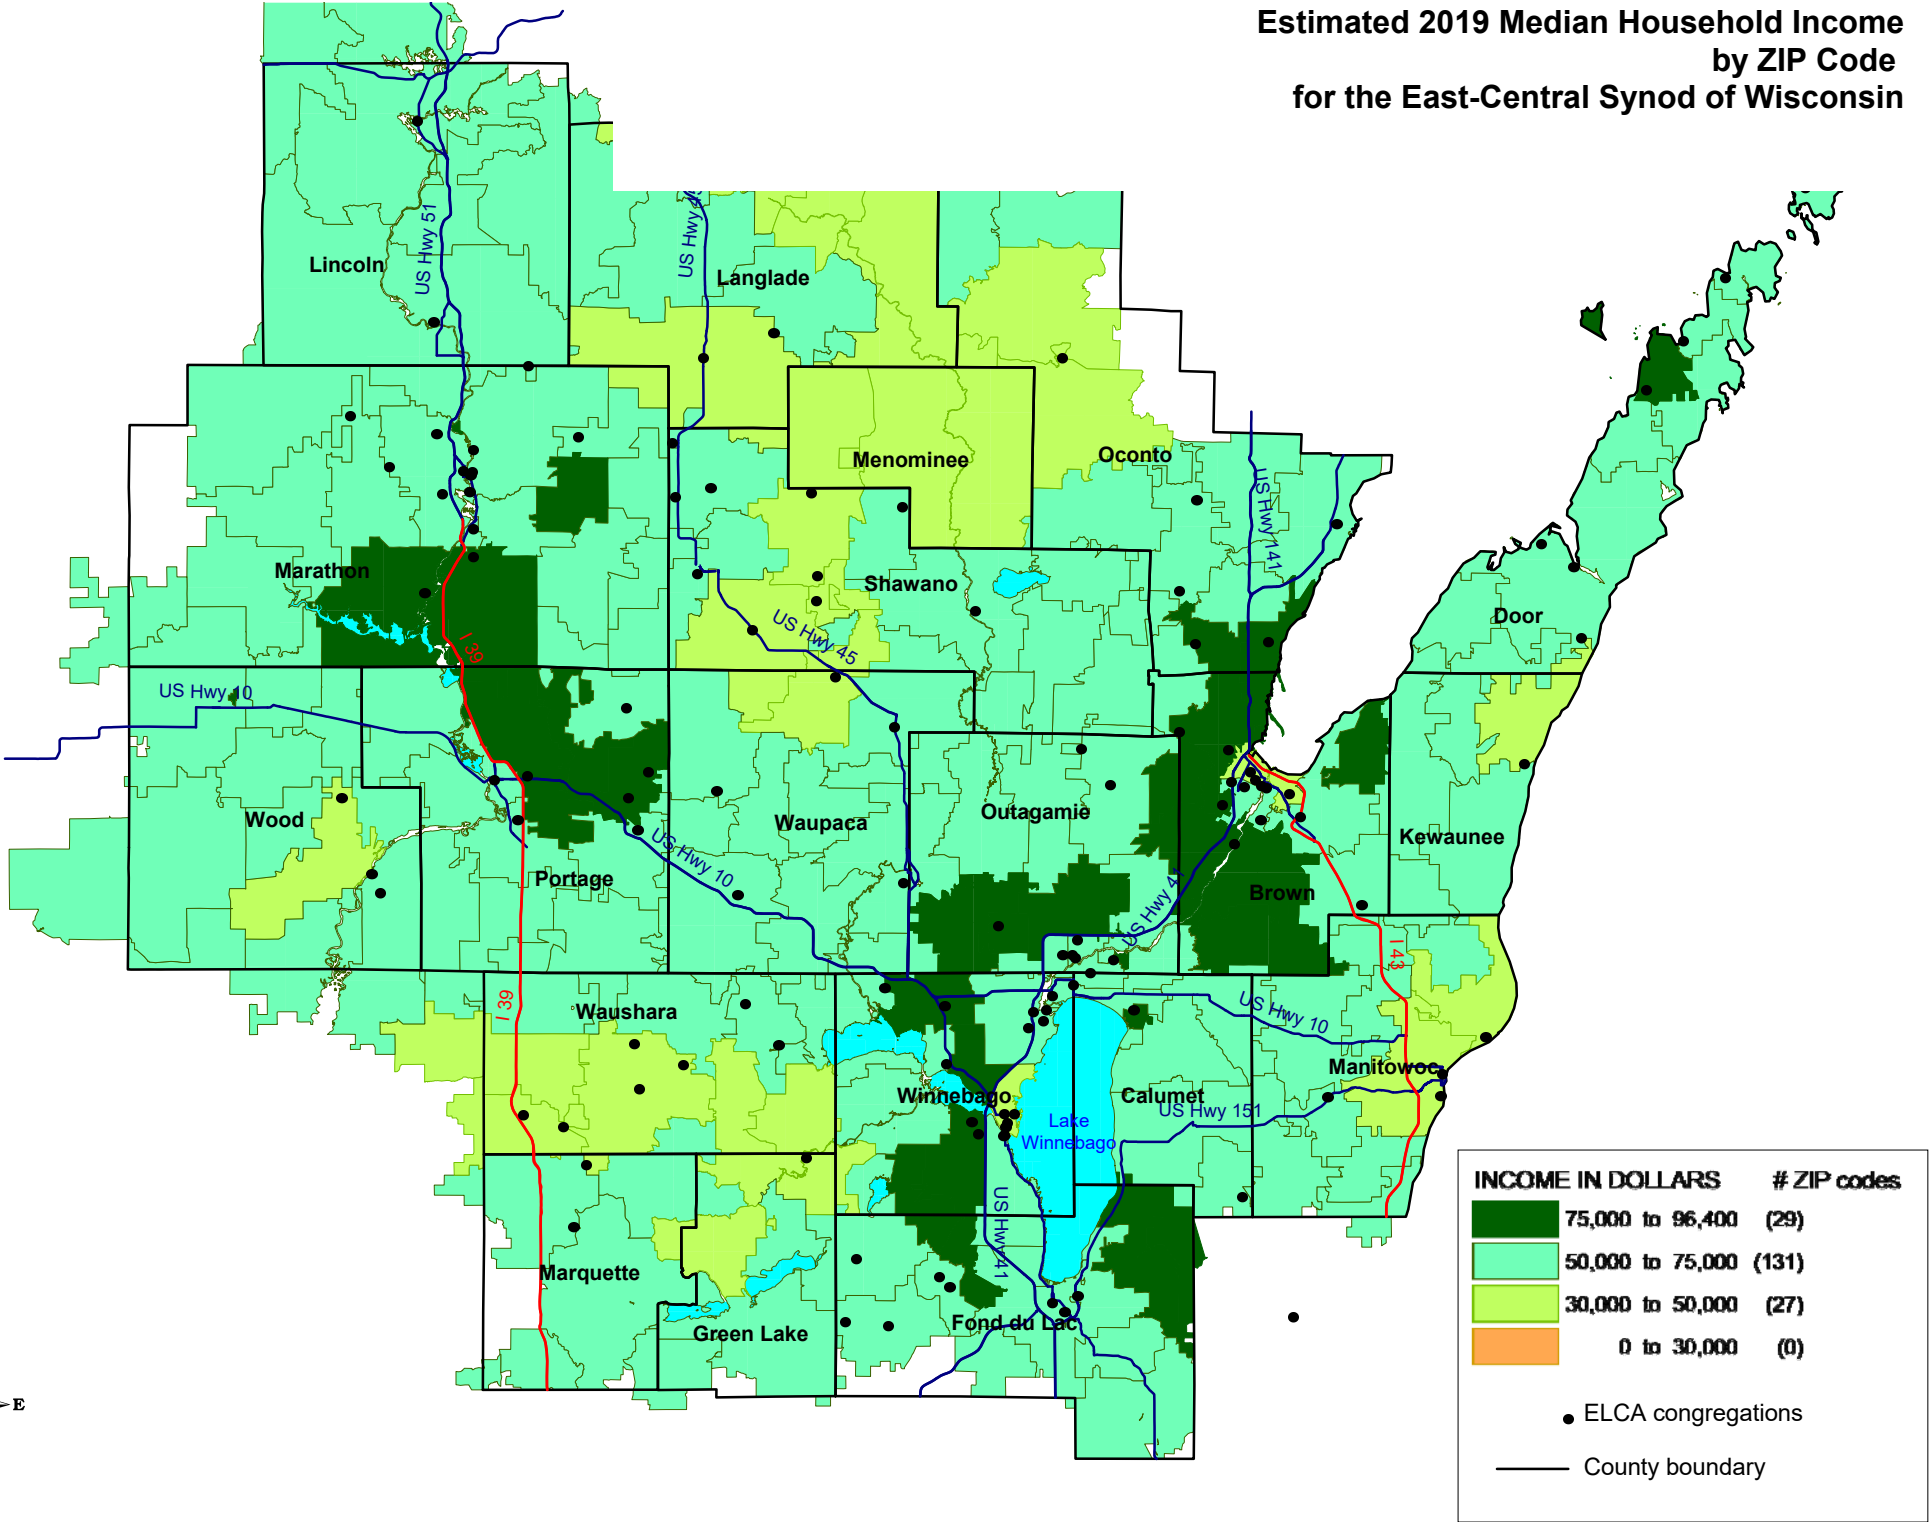 Estimated 2019 Median Household Income
by ZIP Code
for the East-Central Synod of Wisconsin
US Hwy 51
US Hwy 45
Lincoln
Langlade
Menominee
Oconto
US Hwy 141
Marathon
Shawano
Door
I 39
US Hwy 45
US Hwy 10
Wood
Waupaca
Outagamie
Kewaunee
US Hwy 10
Portage
US Hwy 41
Brown
I 43
I 39
Waushara
US Hwy 10
Manitowoc
Winnebago
Calumet
US Hwy 151
Lake
Winnebago
US Hwy 41
Marquette
Green Lake
Fond du Lac
E
INCOME IN DOLLARS # ZIP codes
75,000 to 96,400 (29)
50,000 to 75,000 (131)
30,000 to 50,000 (27)
0 to 30,000 (0)
ELCA congregations
County boundary